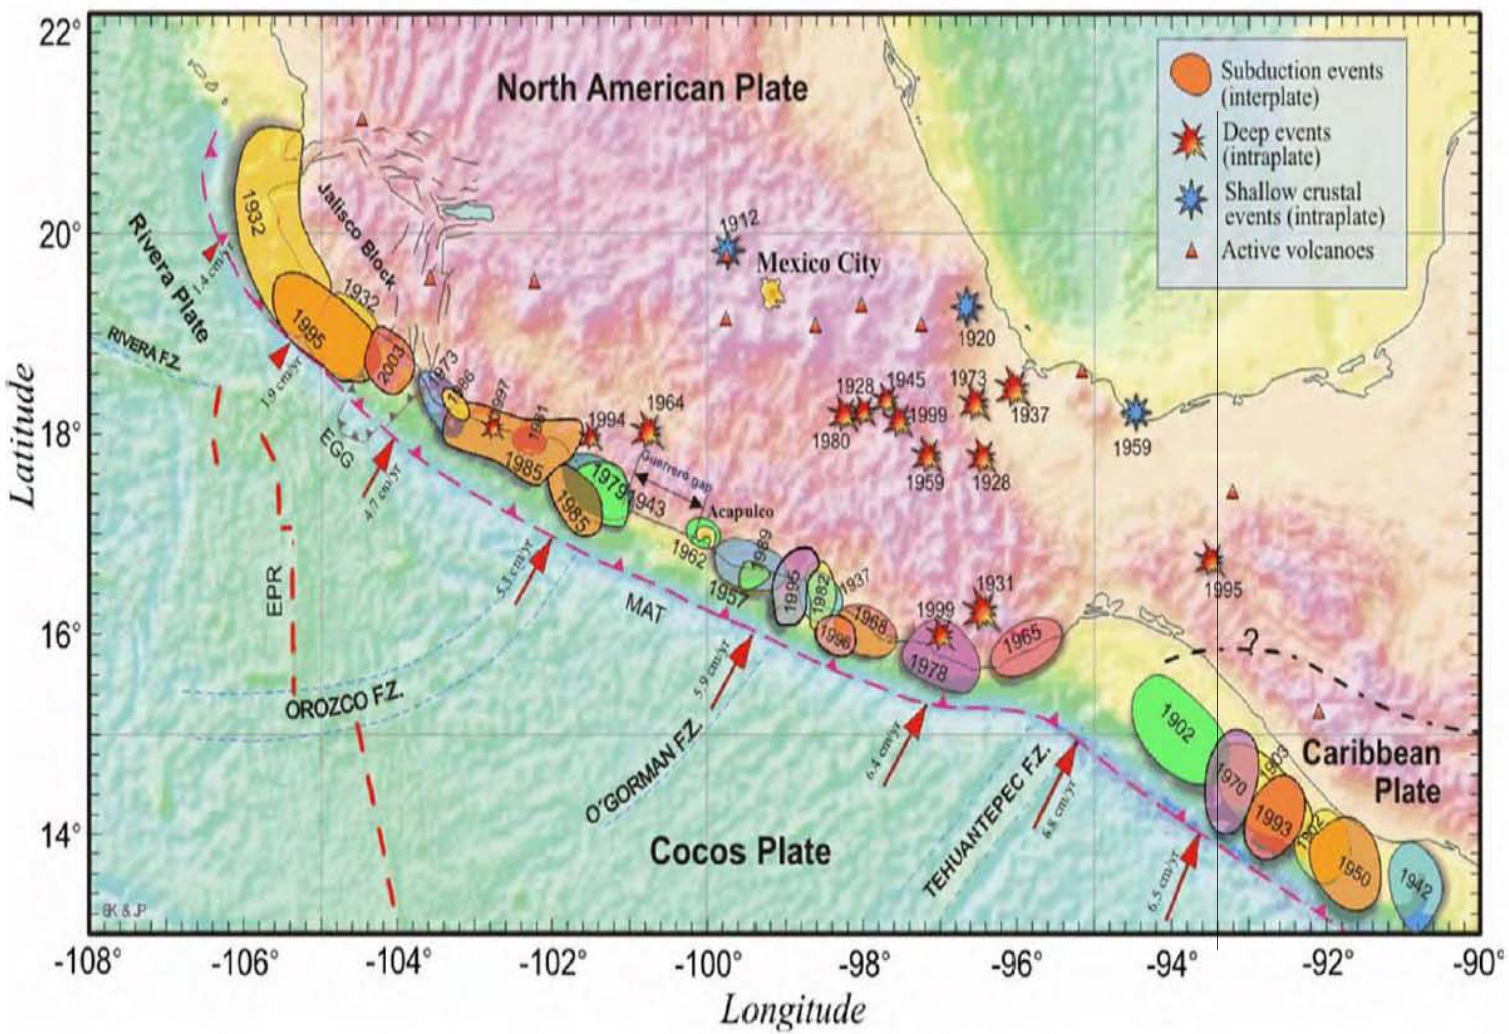 22°
20°
18°
16°
14°
Latitude
-108°
-106°
-104°
-102°
-100°
-98°
-96°
-94°
-92°
-90°
Longitude
North American Plate
Subduction events
(interplate)
Deep events
(intraplate)
Shallow crustal
events (intraplate)
Active volcanoes
Rivera Plate
RIVERA F.Z.
Jalisco Block
1932
1932
1995
2003
1.4 cm/yr
1.9 cm/yr
EGG
4.7 cm/yr
1973
1986
1997
1981
1985
1994
1964
1985
1979
1943
Guerrero gap
Acapulco
1962
1957
1989
1995
1982
1937
1996
1968
1912
Mexico City
1920
1928
1945
1980
1999
1973
1937
1959
1928
1959
1931
1999
1978
1965
1995
MAT
EPR
OROZCO F.Z.
5.3 cm/yr
5.9 cm/yr
O'GORMAN F.Z.
6.4 cm/yr
TEHUANTEPEC F.Z.
6.8 cm/yr
6.5 cm/yr
Cocos Plate
?
Caribbean
Plate
1902
1970
1903
1993
1902
1950
1942